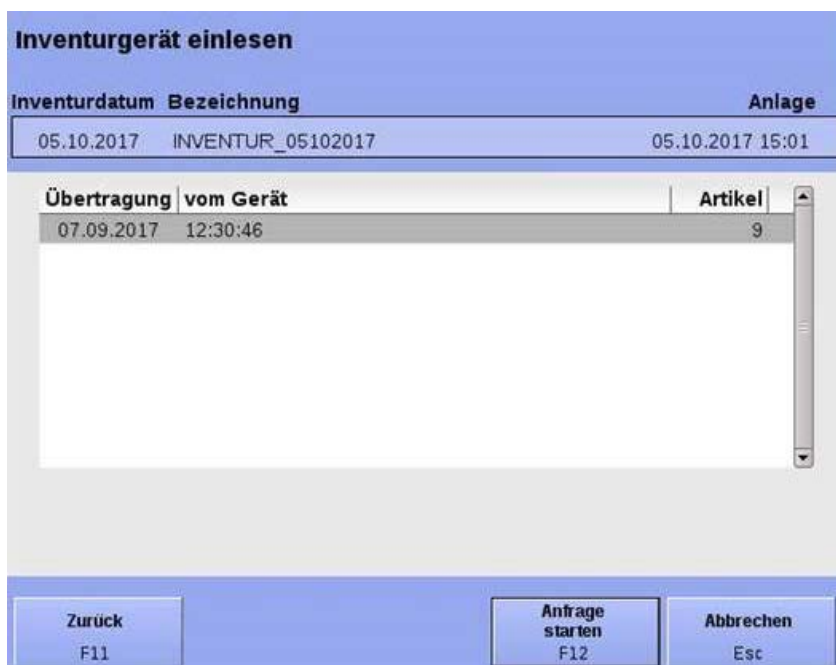 Inventurgerät einlesen
Inventurdatum Bezeichnung Anlage
05.10.2017 INVENTUR_05102017 05.10.2017 15:01
Übertragung vom Gerät Artikel
07.09.2017 12:30:46 9
Zurück
F11
Anfrage
starten
F12
Abbrechen
Esc